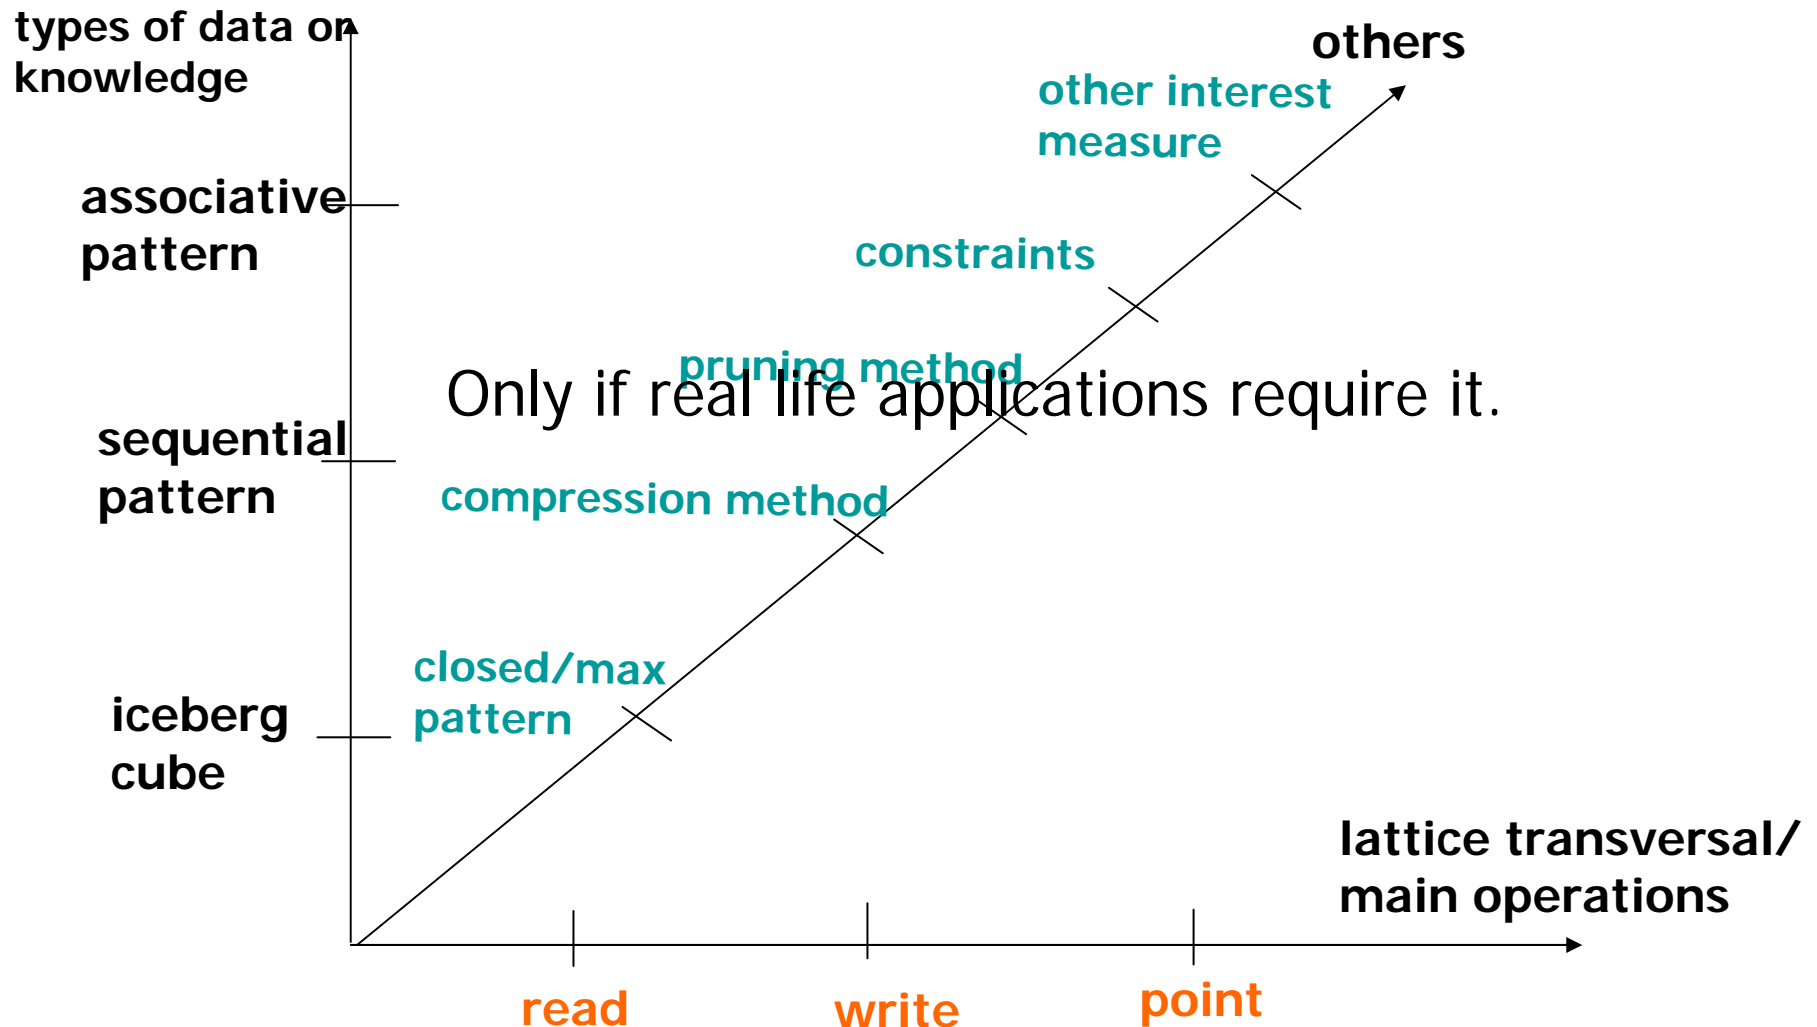 types of data or
knowledge
others
other interest
measure
associative
pattern
constraints
pruning method
Only if real life applications require it.
sequential
pattern
compression method
closed/max
pattern
iceberg
cube
lattice transversal/
main operations
read
write
point